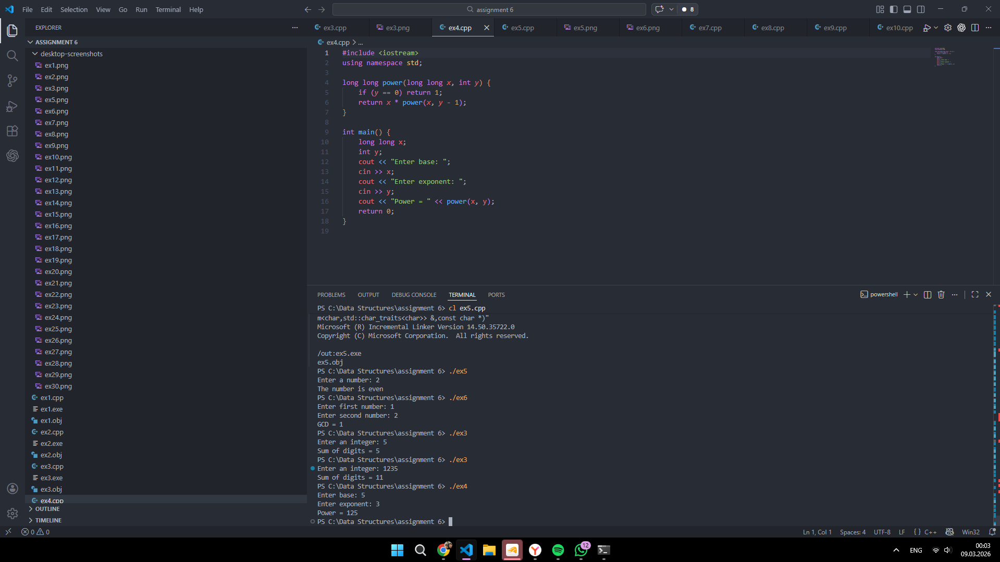 File Edit Selection View Go Run Terminal Help
assignment 6
8
EXPLORER
ASSIGNMENT 6
desktop-screenshots
ex1.png
ex2.png
ex3.png
ex5.png
ex6.png
ex7.png
ex8.png
ex9.png
ex10.png
ex11.png
ex12.png
ex13.png
ex14.png
ex15.png
ex16.png
ex17.png
ex18.png
ex19.png
ex20.png
ex21.png
ex22.png
ex23.png
ex24.png
ex25.png
ex26.png
ex27.png
ex28.png
ex29.png
ex30.png
ex1.cpp
ex1.exe
ex1.obj
ex2.cpp
ex2.exe
ex2.obj
ex3.cpp
ex3.exe
ex3.obj
ex4.cpp
OUTLINE
TIMELINE
ex3.cpp ex3.png ex4.cpp ex5.cpp ex5.png ex6.png ex7.cpp ex8.cpp ex9.cpp ex10.cpp
ex4.cpp > ...
1 #include <iostream>
2 using namespace std;
3
4 long long power(long long x, int y) {
5 if (y == 0) return 1;
6 return x * power(x, y - 1);
7 }
8
9 int main() {
10 long long x;
11 int y;
12 cout << "Enter base: ";
13 cin >> x;
14 cout << "Enter exponent: ";
15 cin >> y;
16 cout << "Power = " << power(x, y);
17 return 0;
18 }
19
PROBLEMS OUTPUT DEBUG CONSOLE TERMINAL PORTS
powershell
PS C:\Data Structures\assignment 6> cl ex5.cpp
m<char,std::char_traits<char>> &,const char *)"
Microsoft (R) Incremental Linker Version 14.50.35722.0
Copyright (C) Microsoft Corporation.  All rights reserved.
/out:ex5.exe
ex5.obj
PS C:\Data Structures\assignment 6> ./ex5
Enter a number: 2
The number is even
PS C:\Data Structures\assignment 6> ./ex6
Enter first number: 1
Enter second number: 2
GCD = 1
PS C:\Data Structures\assignment 6> ./ex3
Enter an integer: 5
Sum of digits = 5
PS C:\Data Structures\assignment 6> ./ex3
Enter an integer: 1235
Sum of digits = 11
PS C:\Data Structures\assignment 6> ./ex4
Enter base: 5
Enter exponent: 3
Power = 125
PS C:\Data Structures\assignment 6>
0 0
Ln 1, Col 1 Spaces: 4 UTF-8 LF { } C++ Win32
12
ENG
00:03
09.03.2026